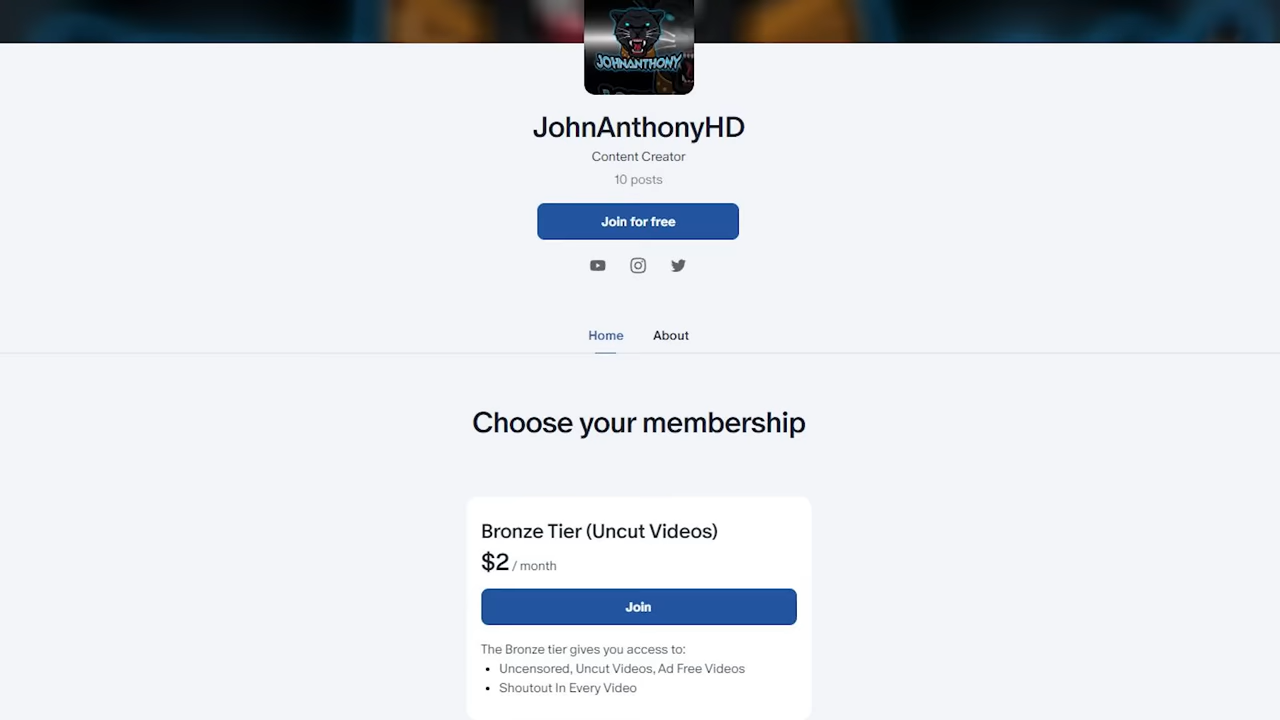 JOHNANTHONY
JohnAnthonyHD
Content Creator
10 posts
Join for free
Home About
Choose your membership
Bronze Tier (Uncut Videos)
$2 / month
Join
The Bronze tier gives you access to:
• Uncensored, Uncut Videos, Ad Free Videos
• Shoutout In Every Video